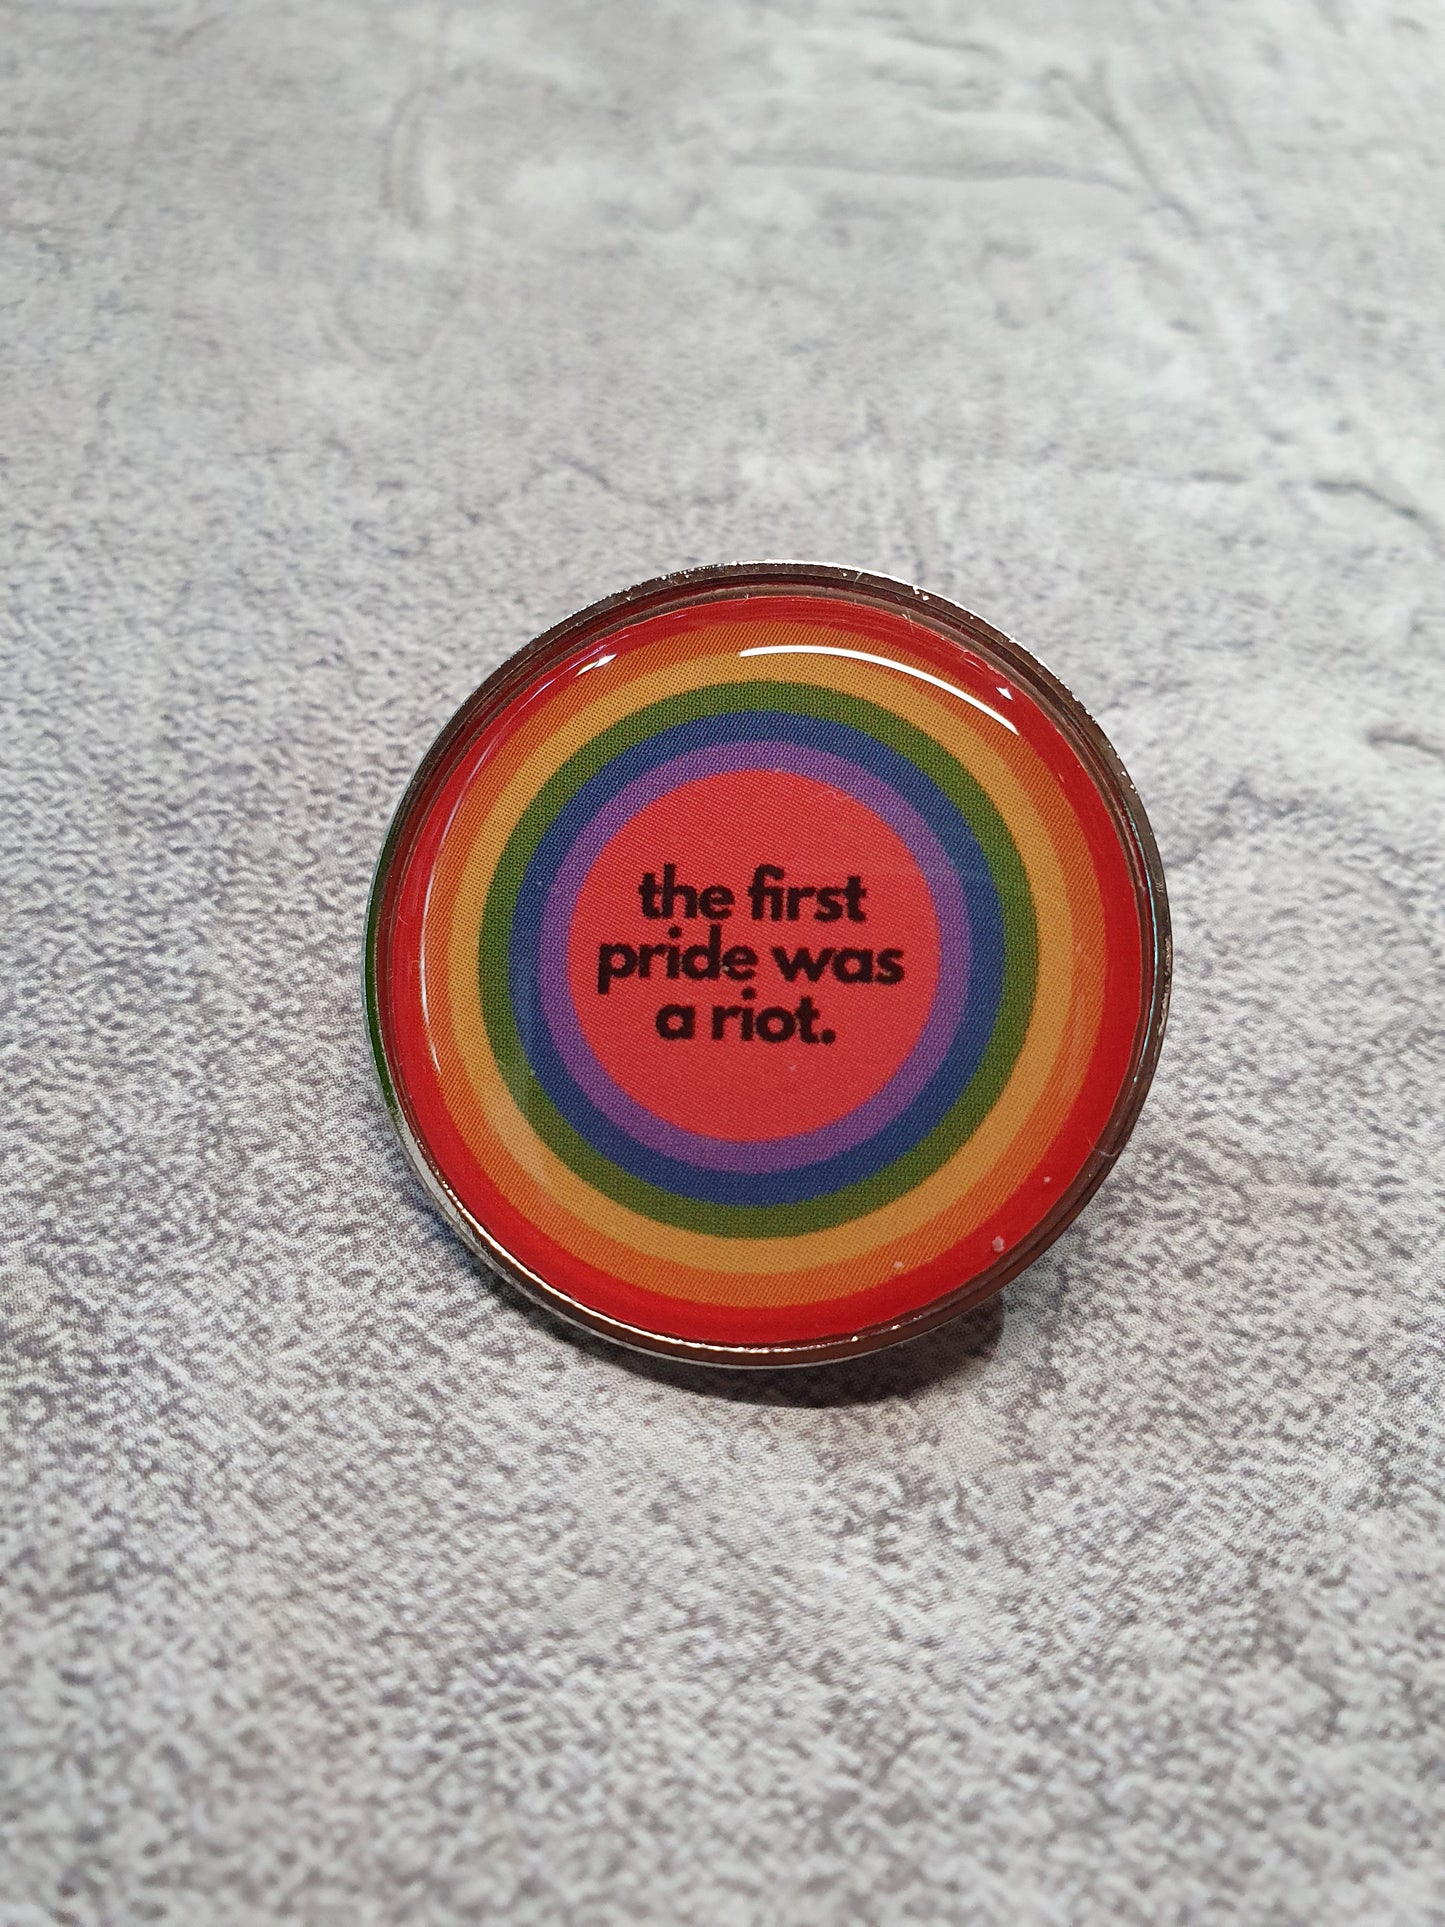 the first
pride was
a riot.